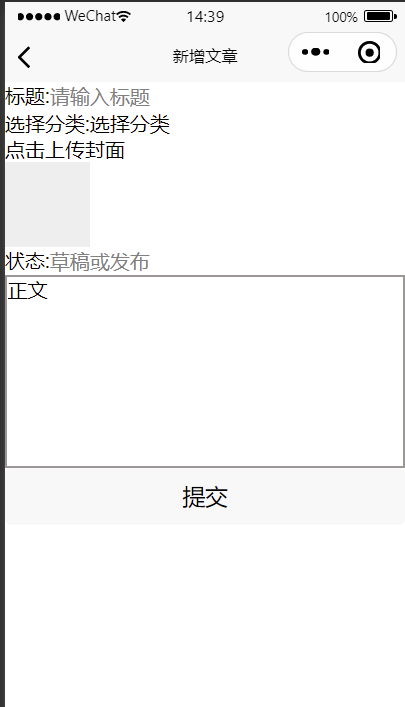 WeChat 14:39 100%
新增文章
标题:请输入标题
选择分类:选择分类
点击上传封面
状态:草稿或发布
正文
提交